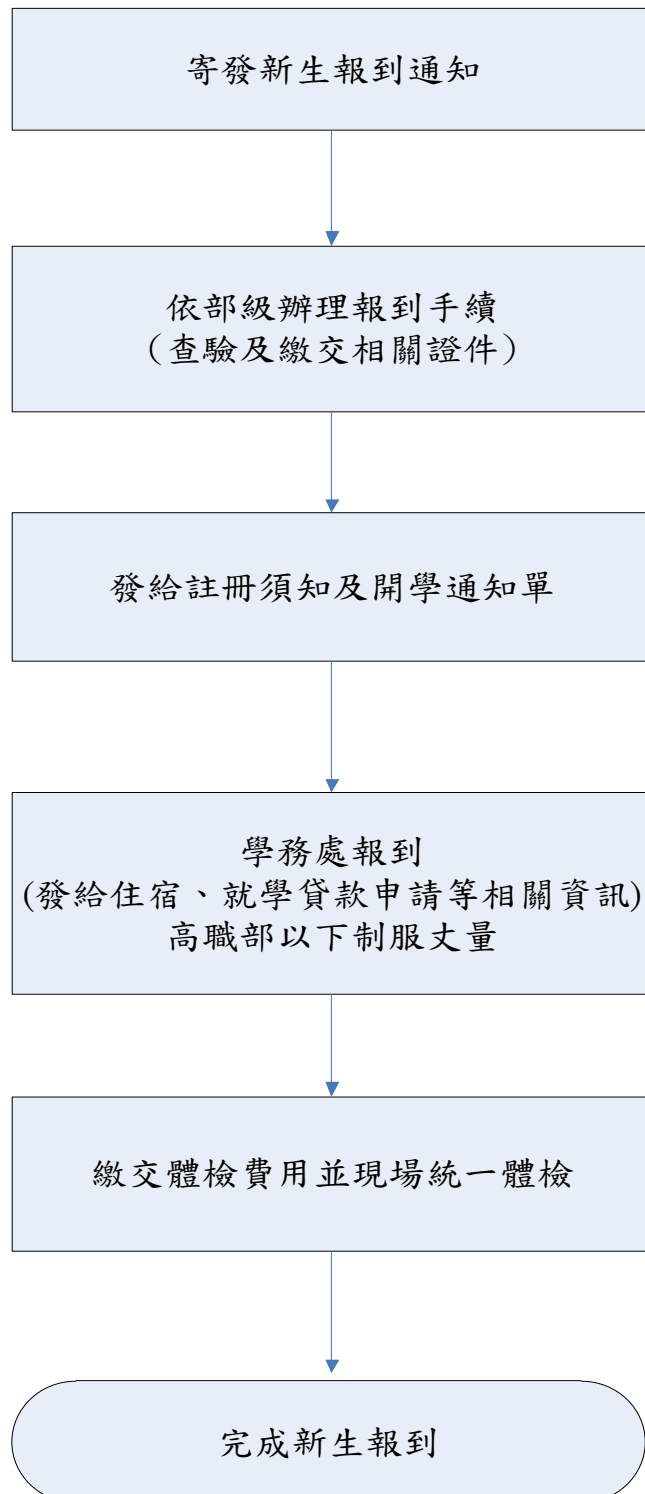 寄發新生報到通知
依部級辦理報到手續
（查驗及繳交相關證件）
發給註冊須知及開學通知單
學務處報到
(發給住宿、就學貸款申請等相關資訊)
高職部以下制服丈量
繳交體檢費用並現場統一體檢
完成新生報到